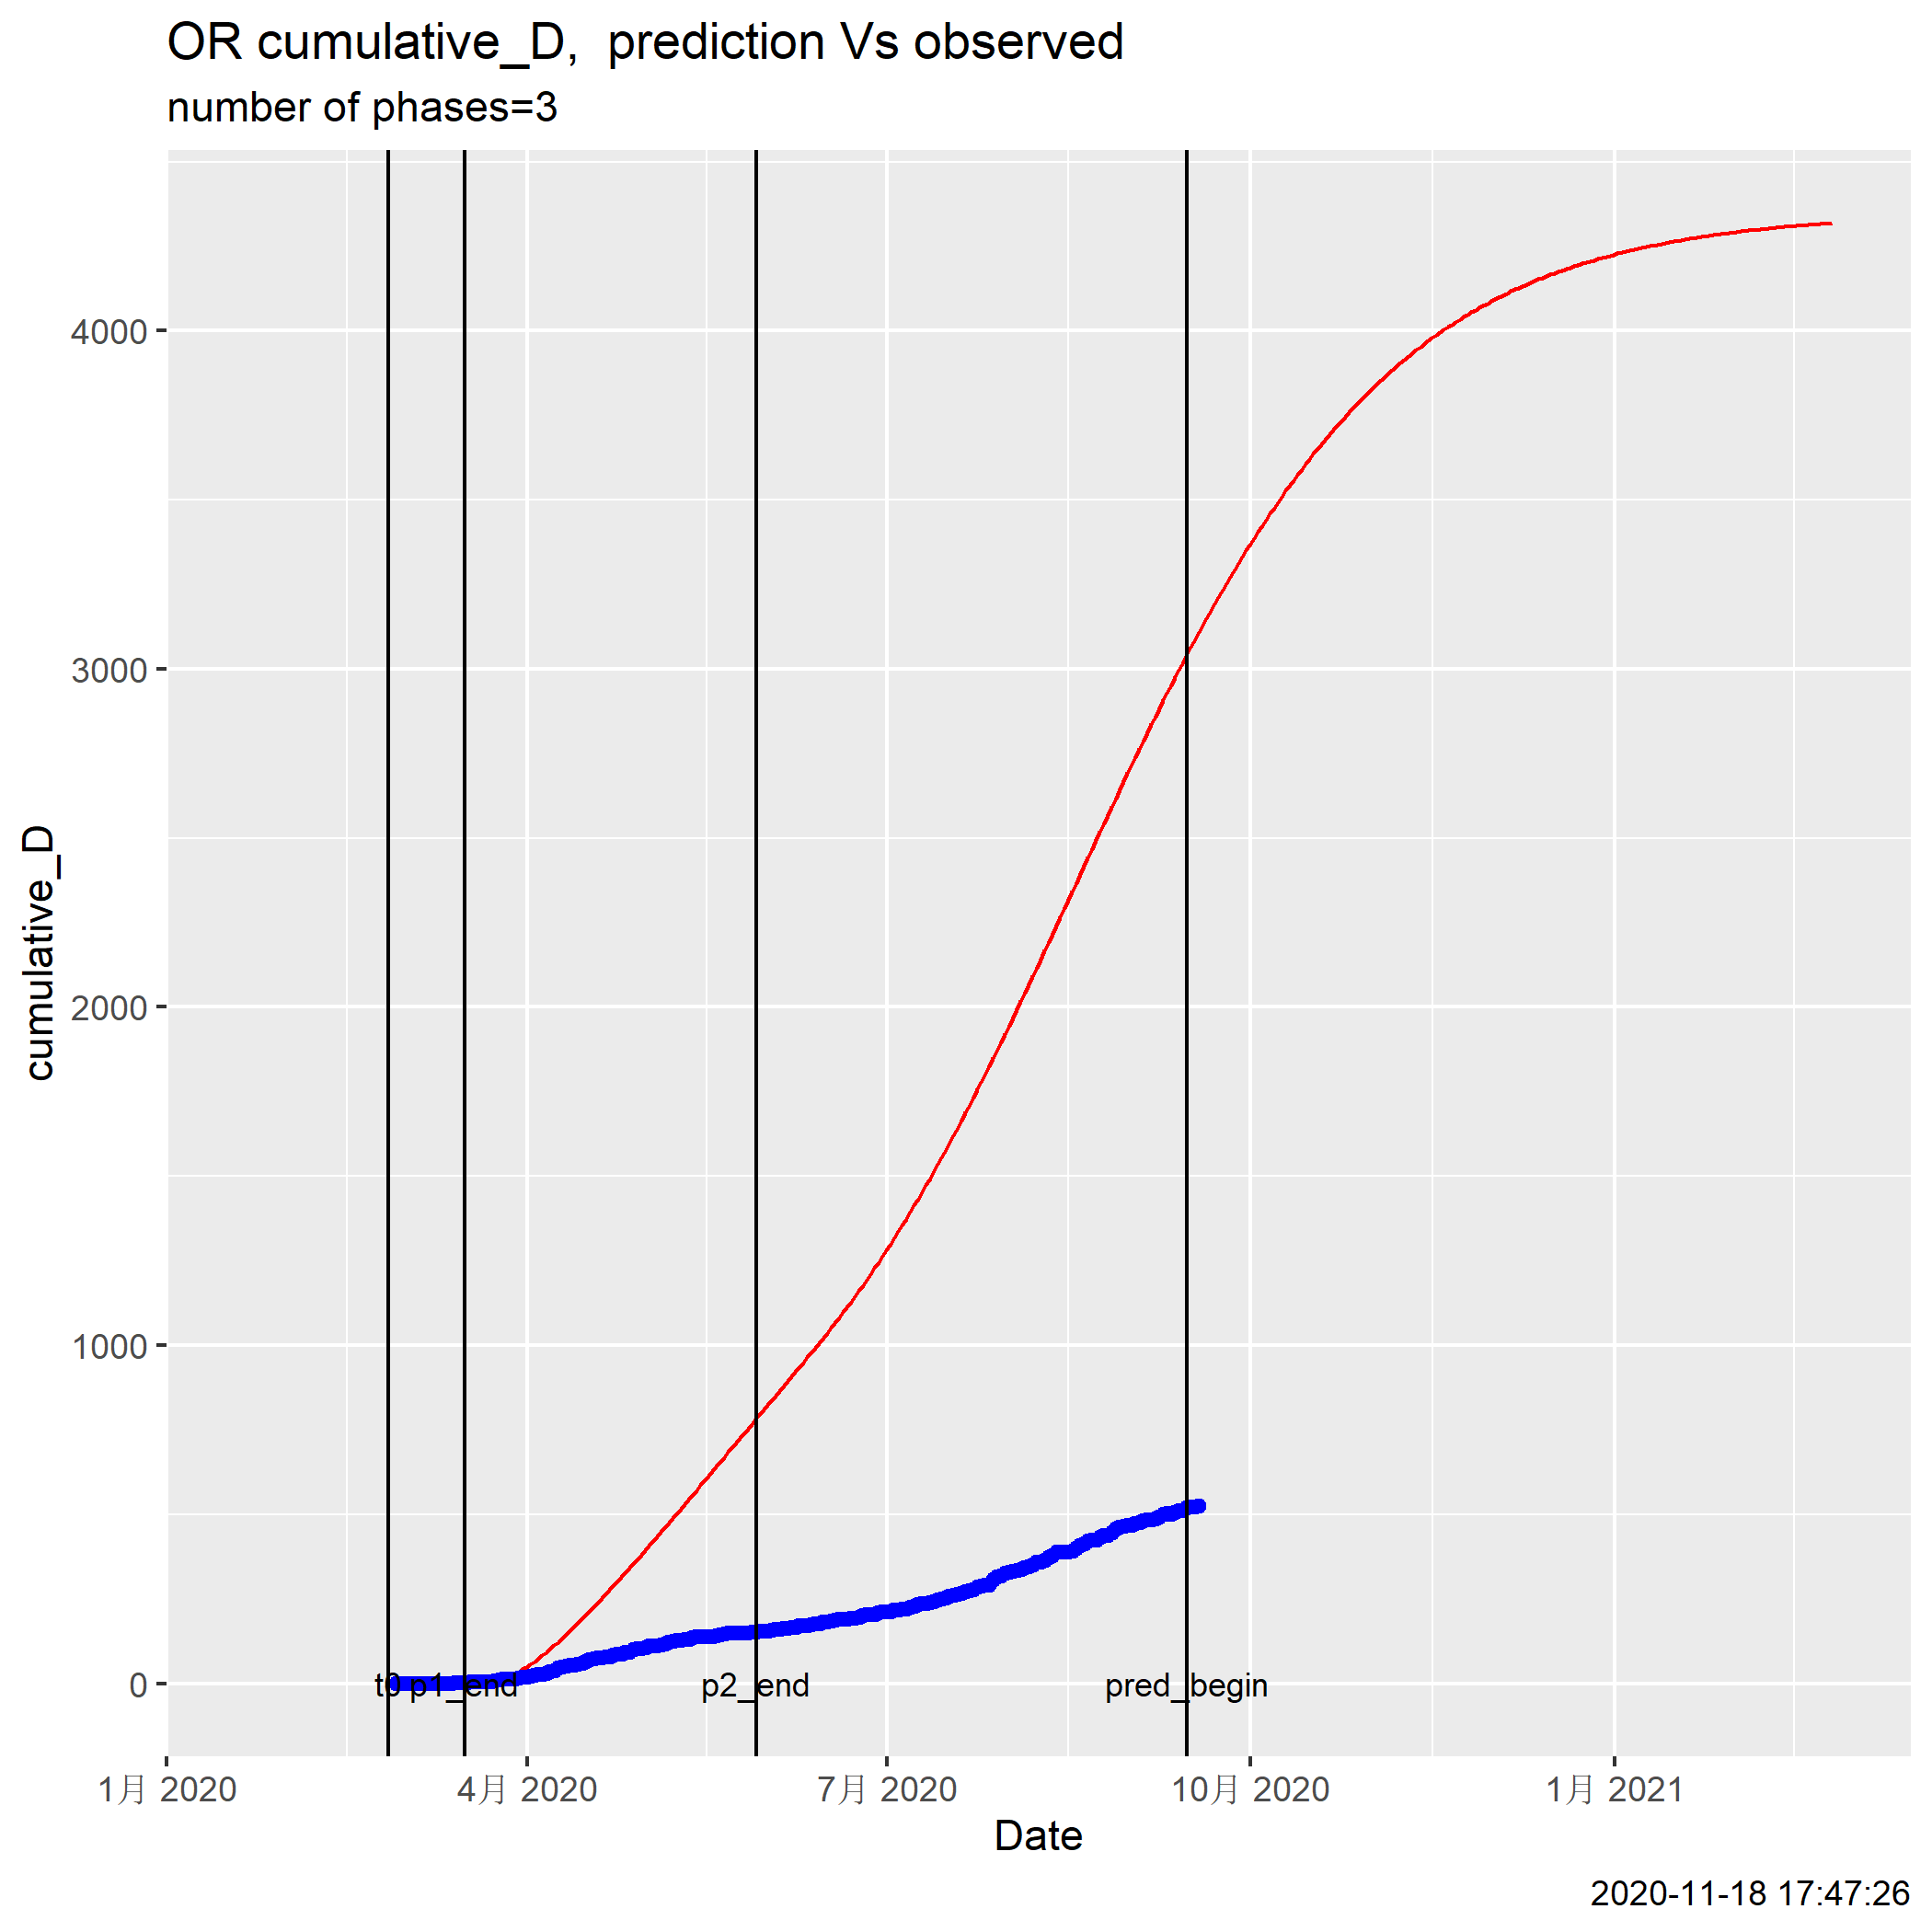 OR cumulative_D,  prediction Vs observed
number of phases=3
cumulative_D
4000
3000
2000
1000
0
t0 p1_end p2_end pred_begin
1月 2020 4月 2020 7月 2020 10月 2020 1月 2021
Date
2020-11-18 17:47:26